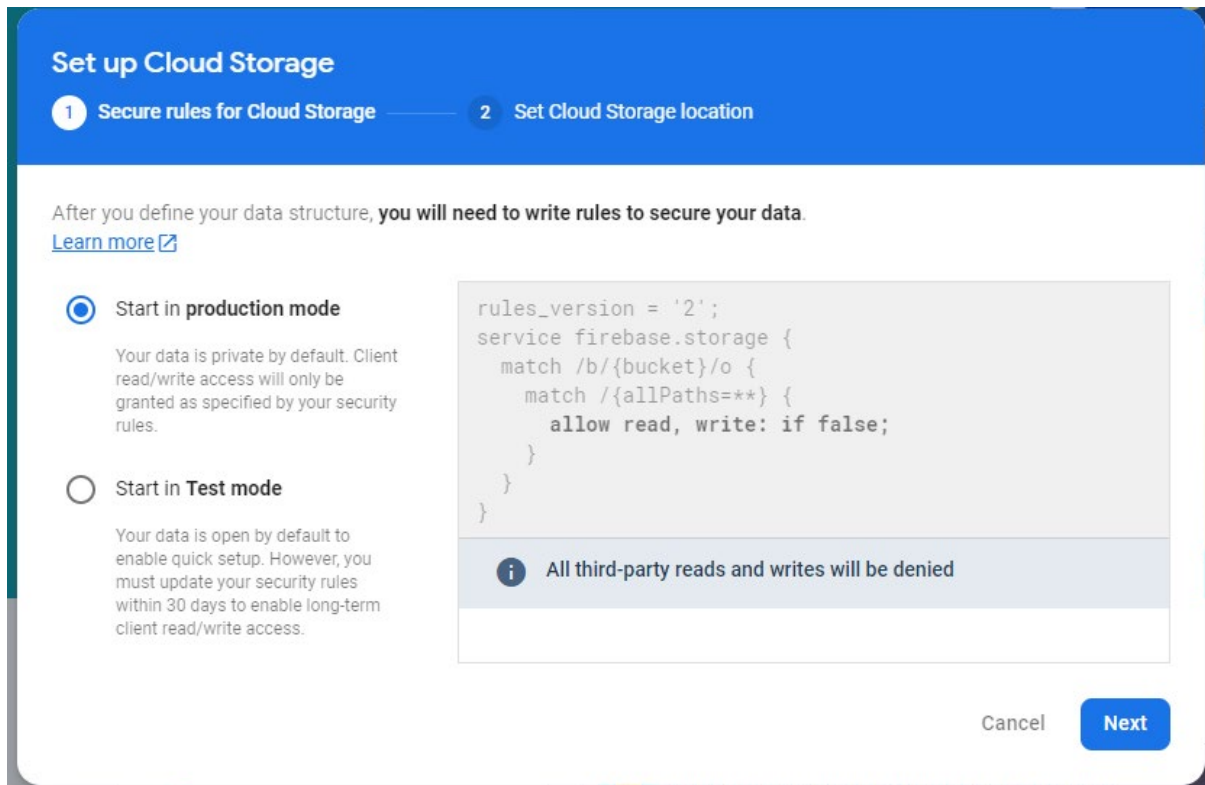 Set up Cloud Storage
1 Secure rules for Cloud Storage 2 Set Cloud Storage location
After you define your data structure, you will need to write rules to secure your data.
Learn more
Start in production mode
Your data is private by default. Client
read/write access will only be
granted as specified by your security
rules.
Start in Test mode
Your data is open by default to
enable quick setup. However, you
must update your security rules
within 30 days to enable long-term
client read/write access.
rules_version = '2';
service firebase.storage {
  match /b/{bucket}/o {
    match /{allPaths=**} {
      allow read, write: if false;
    }
  }
}
i All third-party reads and writes will be denied
Cancel Next